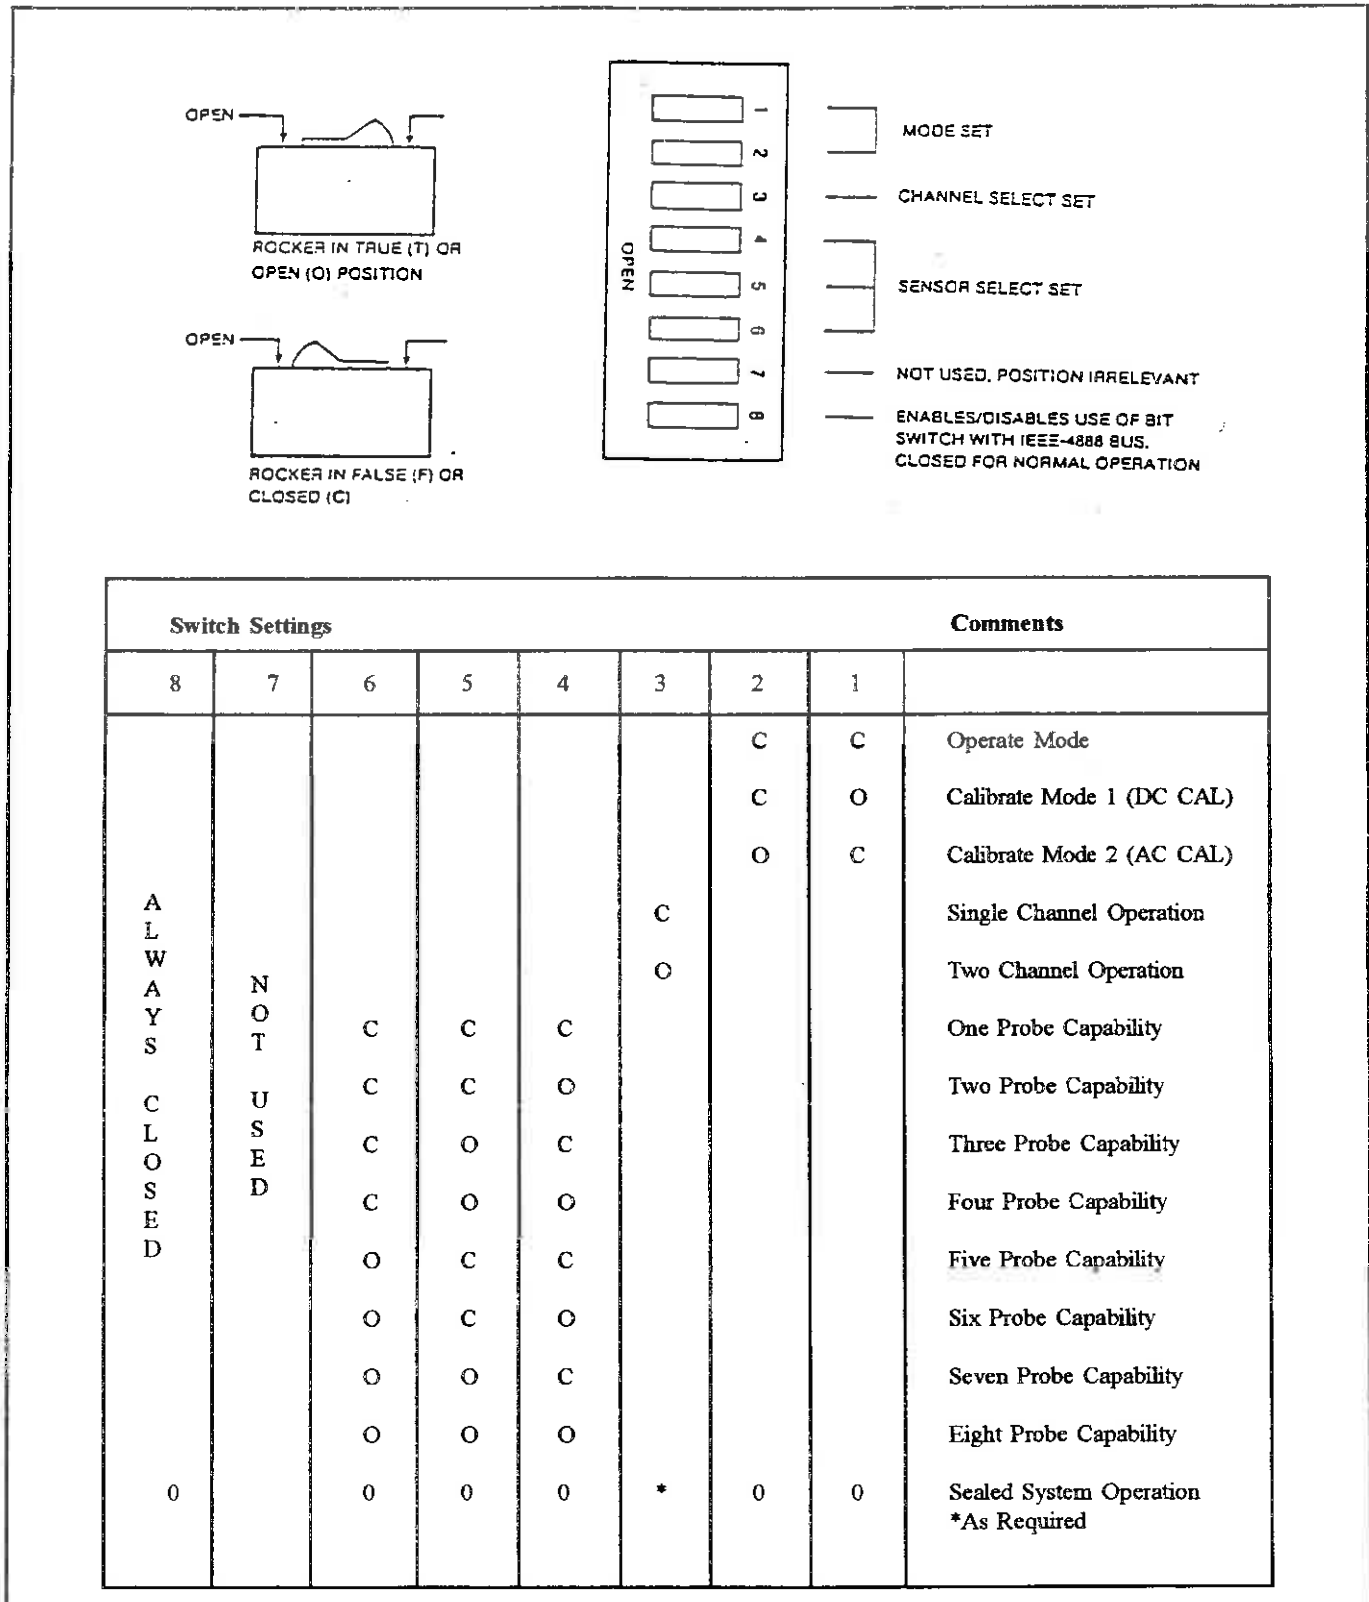 OPEN
ROCKER IN TRUE (T) OR
OPEN (O) POSITION
OPEN
ROCKER IN FALSE (F) OR
CLOSED (C)
OPEN
1
2
3
4
5
6
7
8
MODE SET
CHANNEL SELECT SET
SENSOR SELECT SET
NOT USED. POSITION IRRELEVANT
ENABLES/DISABLES USE OF BIT
SWITCH WITH IEEE-4888 BUS.
CLOSED FOR NORMAL OPERATION
Switch Settings Comments
8 7 6 5 4 3 2 1
ALWAYS CLOSED
NOT USED
C C Operate Mode
C O Calibrate Mode 1 (DC CAL)
O C Calibrate Mode 2 (AC CAL)
C Single Channel Operation
O Two Channel Operation
C C C One Probe Capability
C C O Two Probe Capability
C O C Three Probe Capability
C O O Four Probe Capability
O C C Five Probe Capability
O C O Six Probe Capability
O O C Seven Probe Capability
O O O Eight Probe Capability
0 0 0 0 * 0 0 Sealed System Operation
*As Required